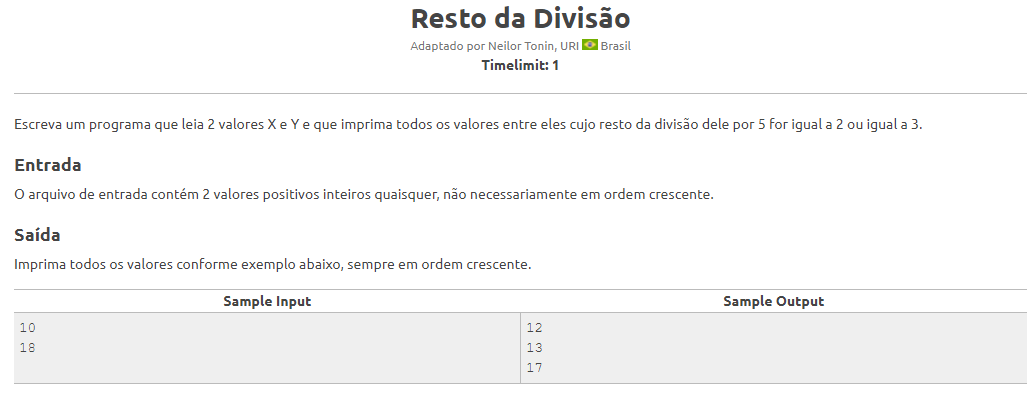 Resto da Divisão
Adaptado por Neilor Tonin, URI Brasil
Timelimit: 1
Escreva um programa que leia 2 valores X e Y e que imprima todos os valores entre eles cujo resto da divisão dele por 5 for igual a 2 ou igual a 3.
Entrada
O arquivo de entrada contém 2 valores positivos inteiros quaisquer, não necessariamente em ordem crescente.
Saída
Imprima todos os valores conforme exemplo abaixo, sempre em ordem crescente.
Sample Input Sample Output
10 12
18 13
17